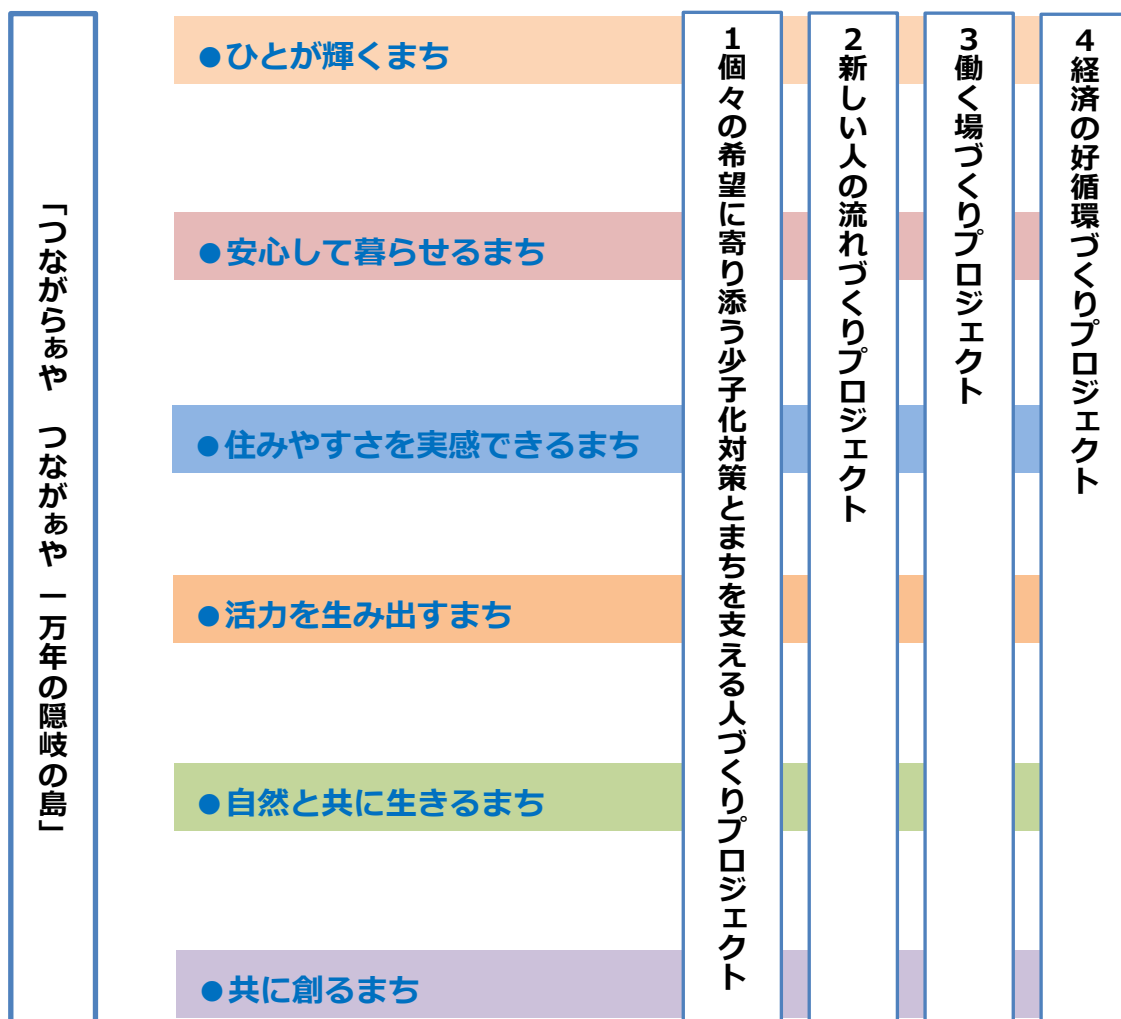 「つながらぁや　つながぁや 一万年の隠岐の島」
●ひとが輝くまち
●安心して暮らせるまち
●住みやすさを実感できるまち
●活力を生み出すまち
●自然と共に生きるまち
●共に創るまち
1個々の希望に寄り添う少子化対策とまちを支える人づくりプロジェクト
2新しい人の流れづくりプロジェクト
3働く場づくりプロジェクト
4経済の好循環づくりプロジェクト